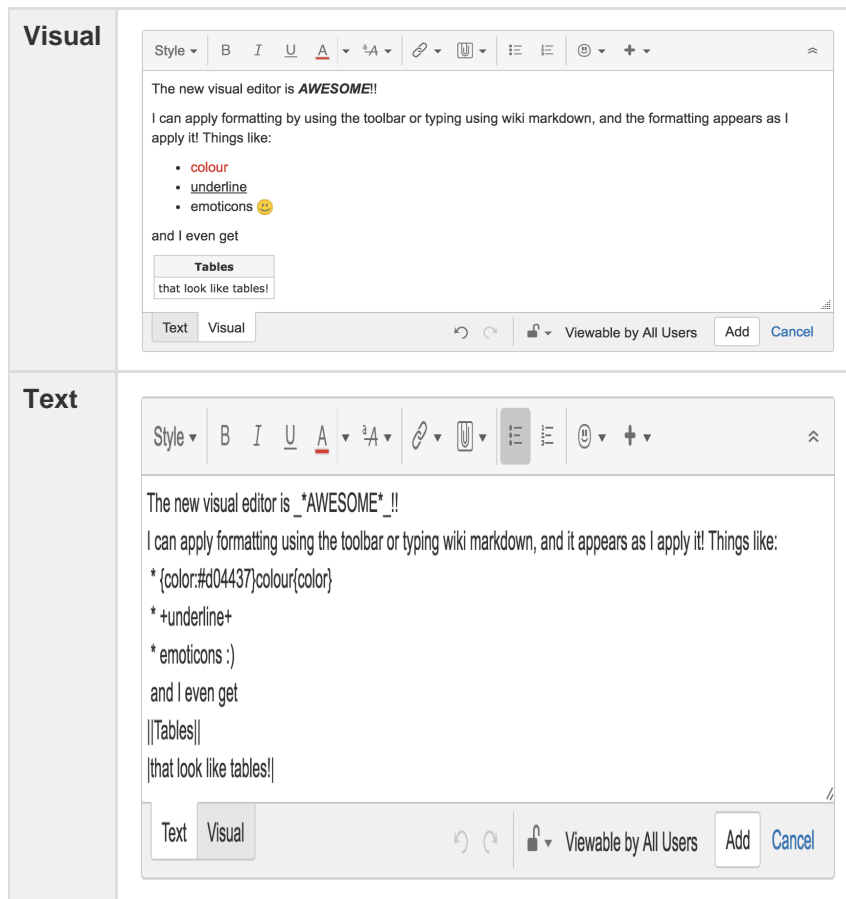 Visual
Style B I U A ªA
The new visual editor is AWESOME!!
I can apply formatting by using the toolbar or typing using wiki markdown, and the formatting appears as I
apply it! Things like:
• colour
• underline
• emoticons 🙂
and I even get
Tables
that look like tables!
Text Visual Viewable by All Users Add Cancel
Text
Style B I U A ªA
The new visual editor is _*AWESOME*_!!
I can apply formatting using the toolbar or typing wiki markdown, and it appears as I apply it! Things like:
* {color:#d04437}colour{color}
* +underline+
* emoticons :)
and I even get
||Tables||
|that look like tables!|
Text Visual Viewable by All Users Add Cancel